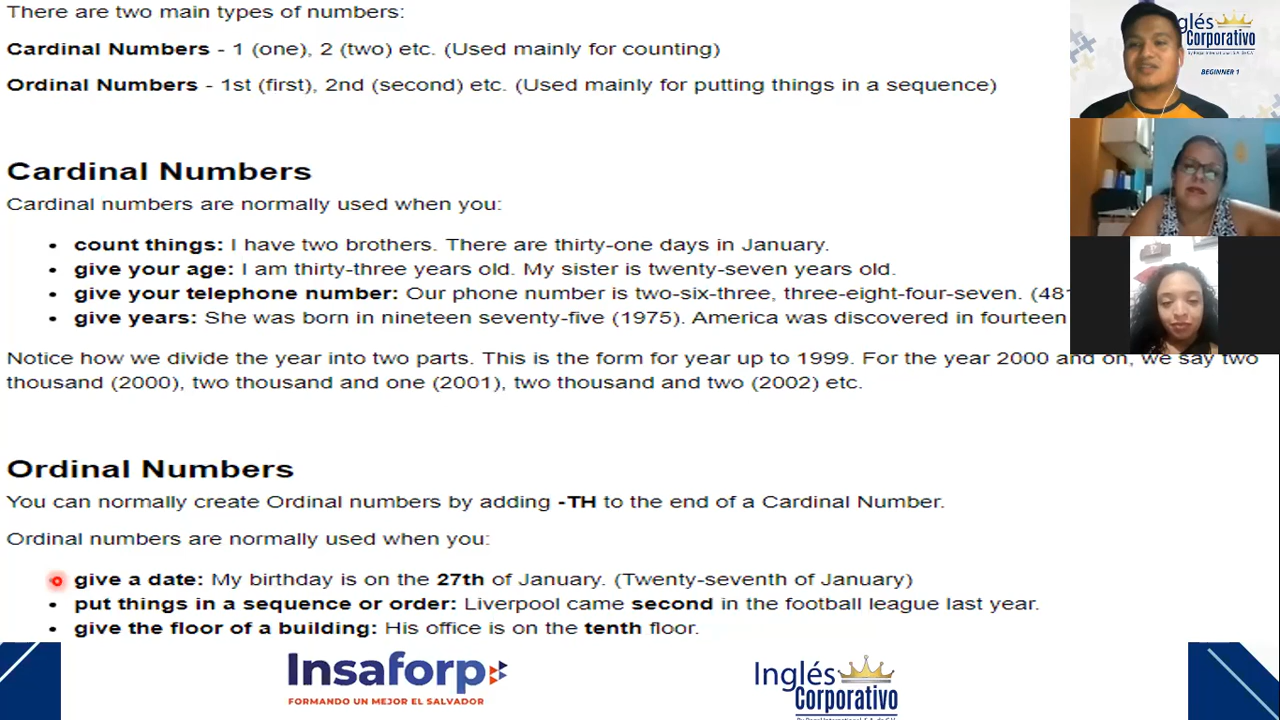 There are two main types of numbers:
Cardinal Numbers - 1 (one), 2 (two) etc. (Used mainly for counting)
Ordinal Numbers - 1st (first), 2nd (second) etc. (Used mainly for putting things in a sequence)
Cardinal Numbers
Cardinal numbers are normally used when you:
• count things: I have two brothers. There are thirty-one days in January.
• give your age: I am thirty-three years old. My sister is twenty-seven years old.
• give your telephone number: Our phone number is two-six-three, three-eight-four-seven. (481
• give years: She was born in nineteen seventy-five (1975). America was discovered in fourteen
Notice how we divide the year into two parts. This is the form for year up to 1999. For the year 2000 and on, we say two
thousand (2000), two thousand and one (2001), two thousand and two (2002) etc.
Ordinal Numbers
You can normally create Ordinal numbers by adding -TH to the end of a Cardinal Number.
Ordinal numbers are normally used when you:
give a date: My birthday is on the 27th of January. (Twenty-seventh of January)
• put things in a sequence or order: Liverpool came second in the football league last year.
• give the floor of a building: His office is on the tenth floor.
Insaforp
FORMANDO UN MEJOR EL SALVADOR
Inglés
Corporativo
glés
Corporativo
BEGINNER 1